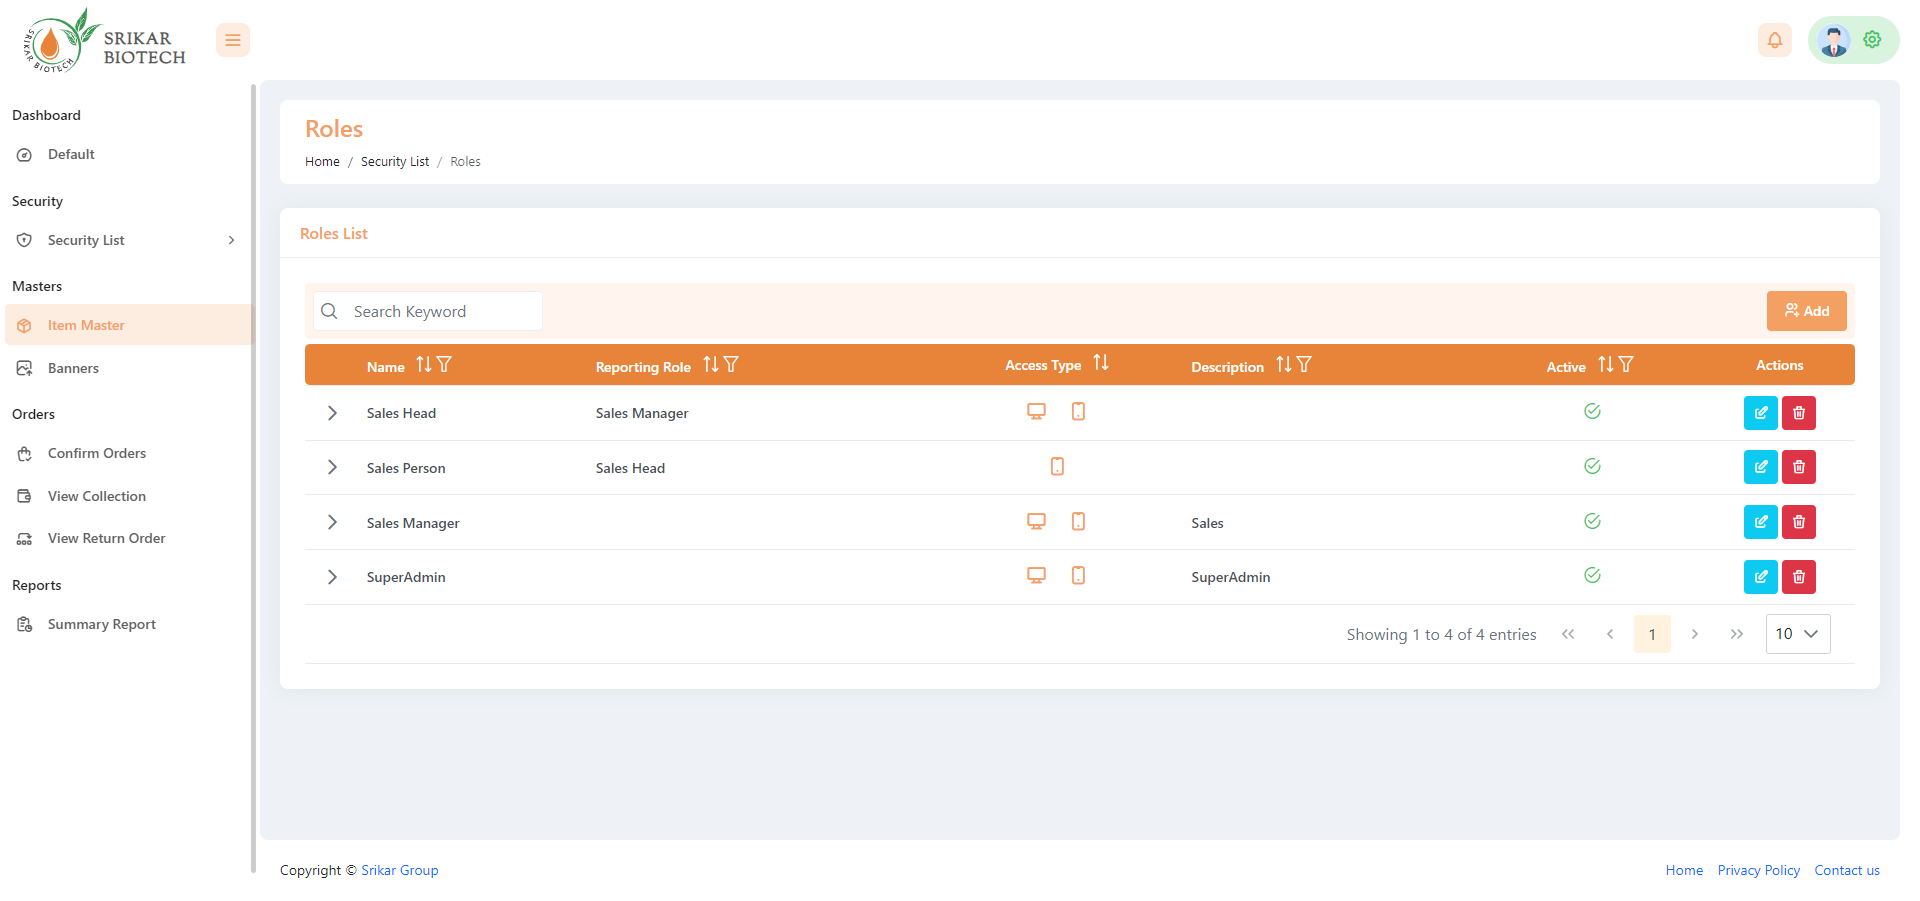 SRIKAR BIOTECH
SRIKAR
BIOTECH
Dashboard
Default
Security
Security List
Masters
Item Master
Banners
Orders
Confirm Orders
View Collection
View Return Order
Reports
Summary Report
Roles
Home / Security List / Roles
Roles List
Search Keyword
Add
Name Reporting Role Access Type Description Active Actions
Sales Head Sales Manager
Sales Person Sales Head
Sales Manager Sales
SuperAdmin SuperAdmin
Showing 1 to 4 of 4 entries 1 10
Copyright © Srikar Group
Home Privacy Policy Contact us